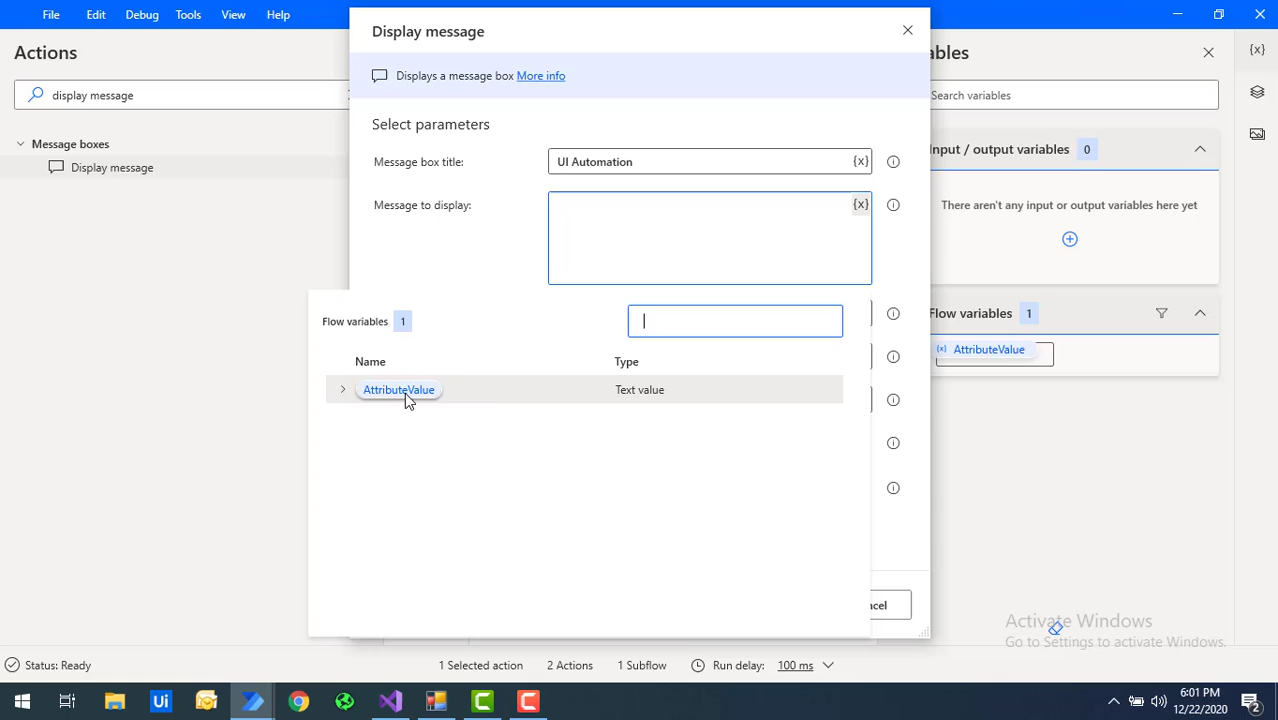 File Edit Debug Tools View Help
Actions
display message
Message boxes
Display message
Display message
Displays a message box More info
Select parameters
Message box title: UI Automation {x}
Message to display: {x}
Flow variables 1
Name Type
AttributeValue Text value
ncel
ables
Search variables
Input / output variables 0
There aren't any input or output variables here yet
Flow variables 1
{x} AttributeValue
{x}
Activate Windows
Go to Settings to activate Windows.
Status: Ready 1 Selected action 2 Actions 1 Subflow Run delay: 100 ms
Ui
6:01 PM
12/22/2020
2